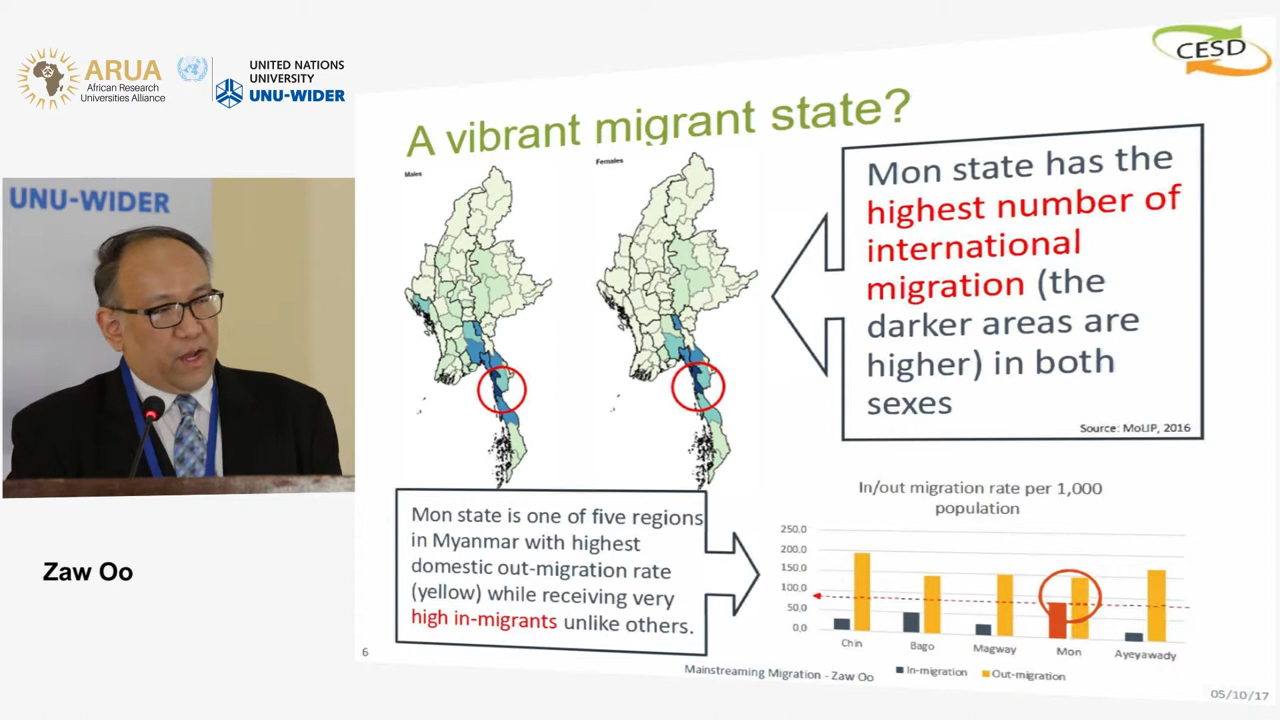 ARUA
African Research
Universities Alliance
UNITED NATIONS
UNIVERSITY
UNU-WIDER
CESD
A vibrant migrant state?
Males
Females
Mon state has the
highest number of
international
migration (the
darker areas are
higher) in both
sexes
Source: MoLIP, 2016
UNU-WIDER
Zaw Oo
Mon state is one of five regions
in Myanmar with highest
domestic out-migration rate
(yellow) while receiving very
high in-migrants unlike others.
In/out migration rate per 1,000
population
250.0
200.0
150.0
100.0
50.0
0.0
Chin Bago Magway Mon Ayeyawady
In-migration Out-migration
6
Mainstreaming Migration - Zaw Oo
05/10/17